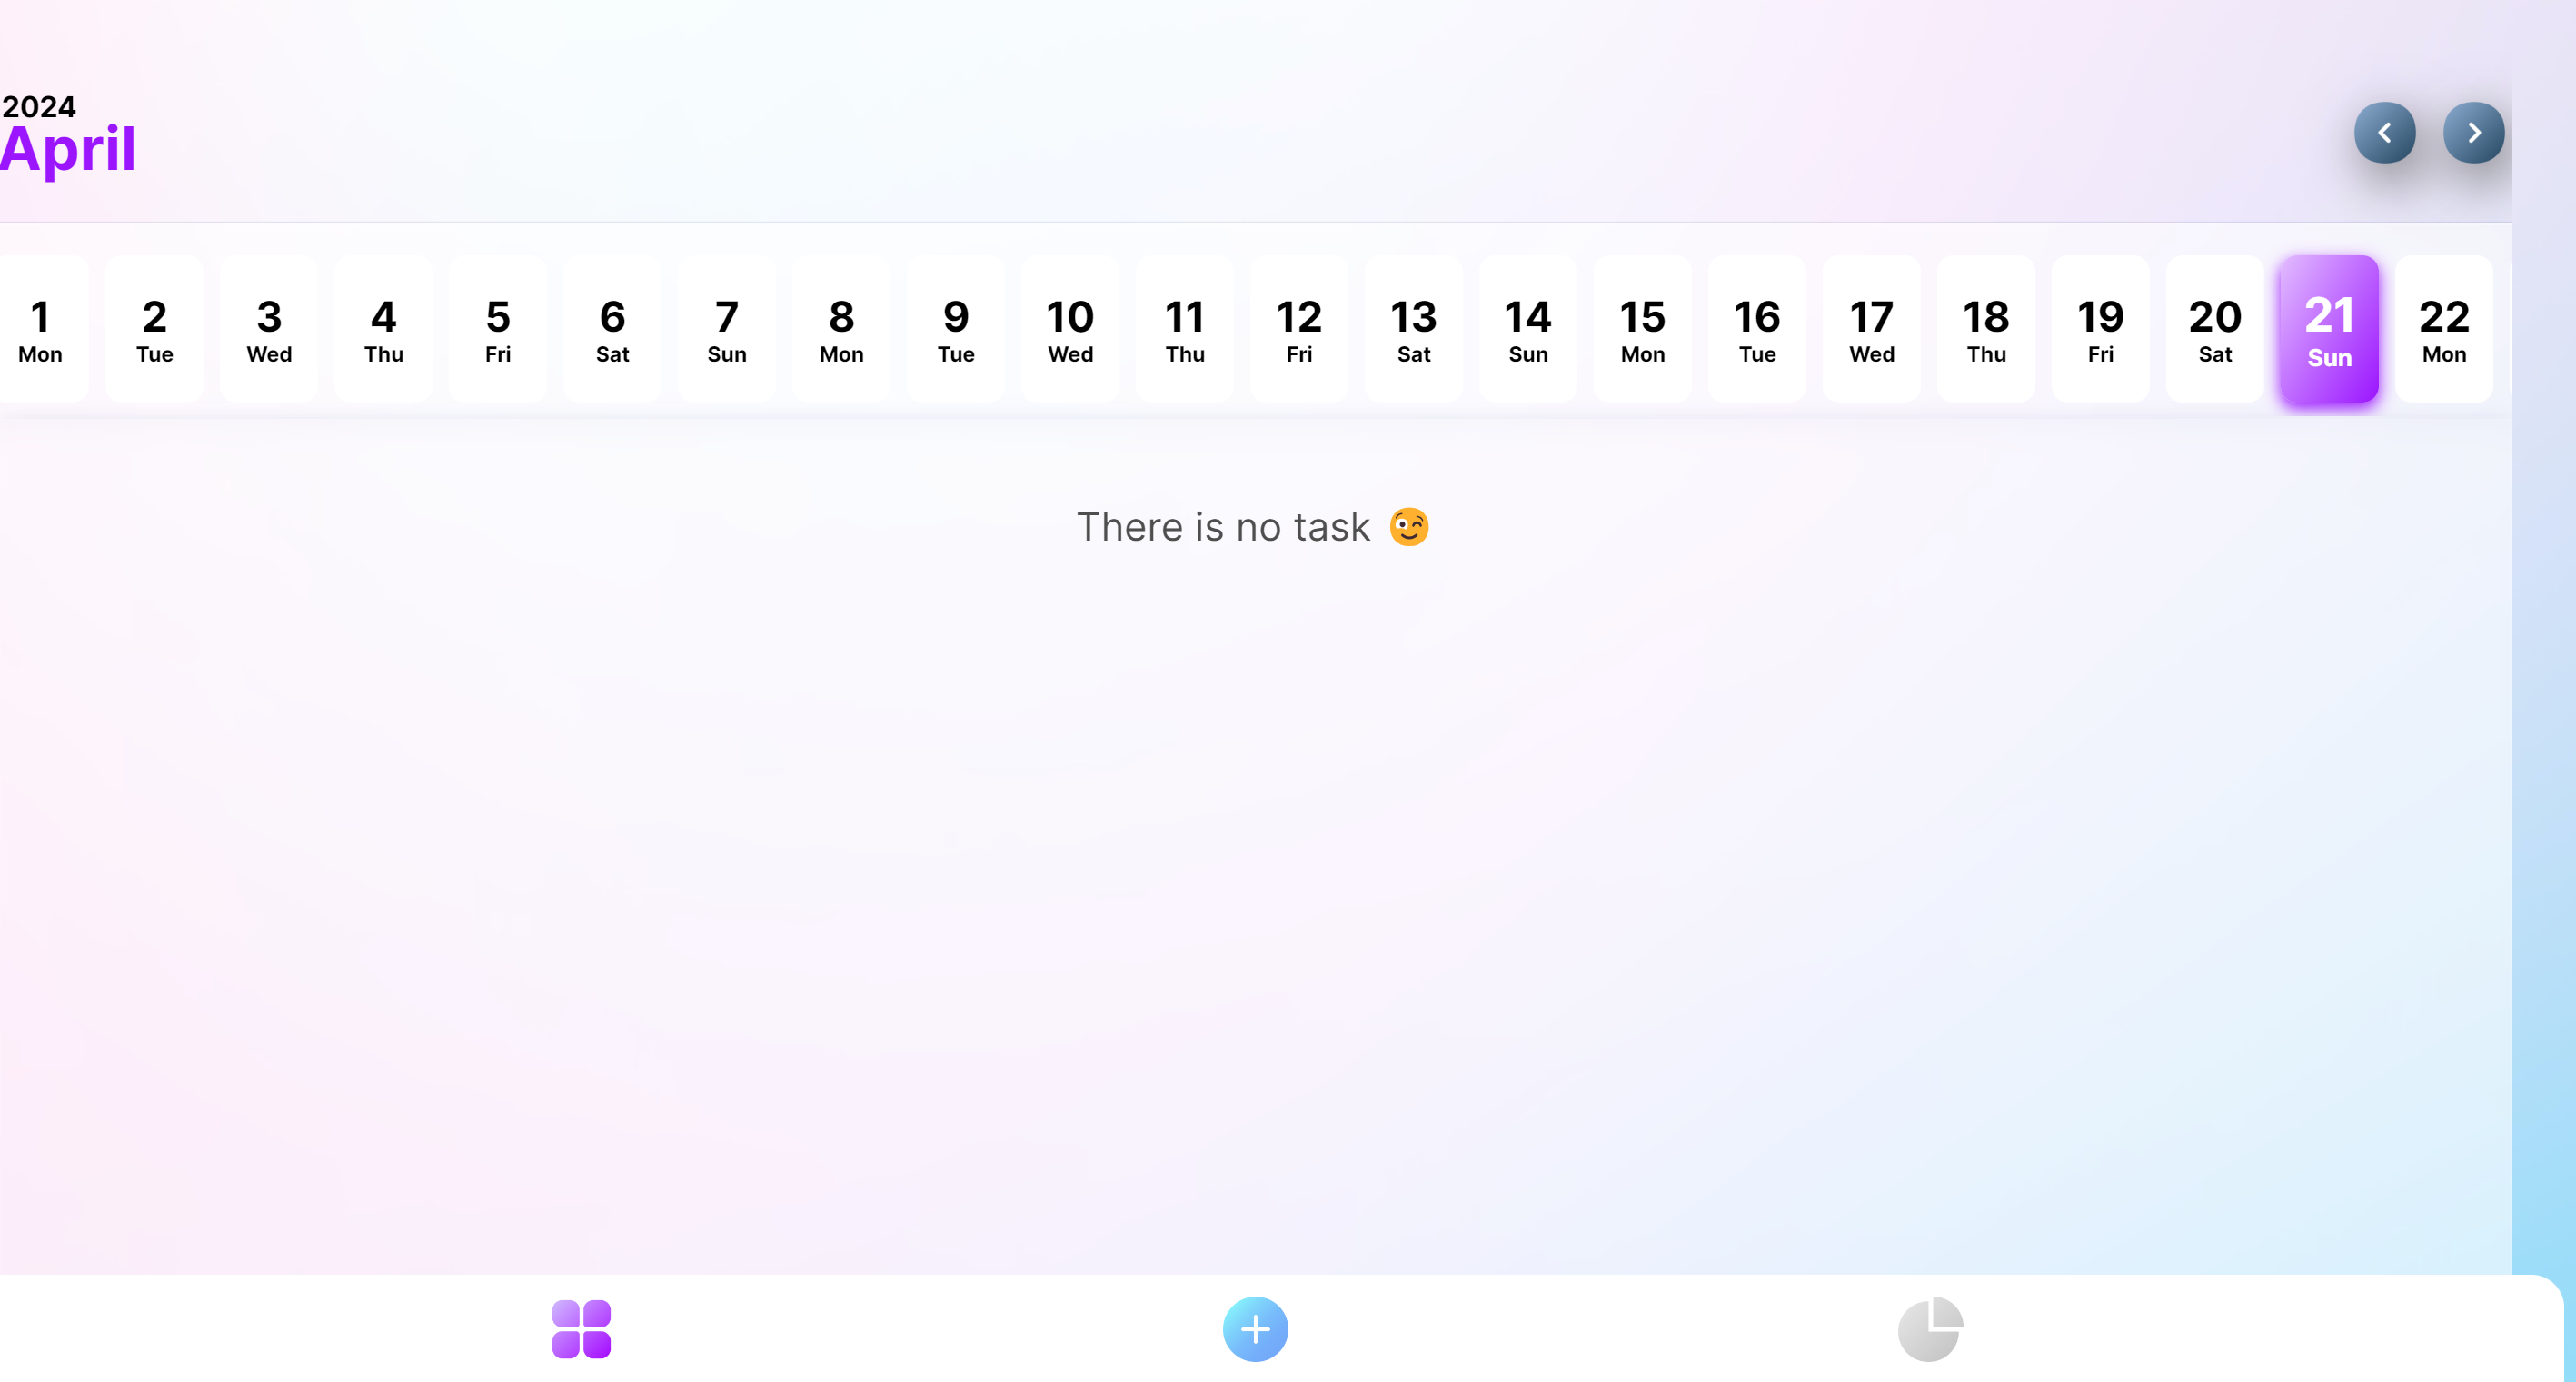 2024
April
1 2 3 4 5 6 7 8 9 10 11 12 13 14 15 16 17 18 19 20 21 22
Mon Tue Wed Thu Fri Sat Sun Mon Tue Wed Thu Fri Sat Sun Mon Tue Wed Thu Fri Sat Sun Mon
There is no task 😉